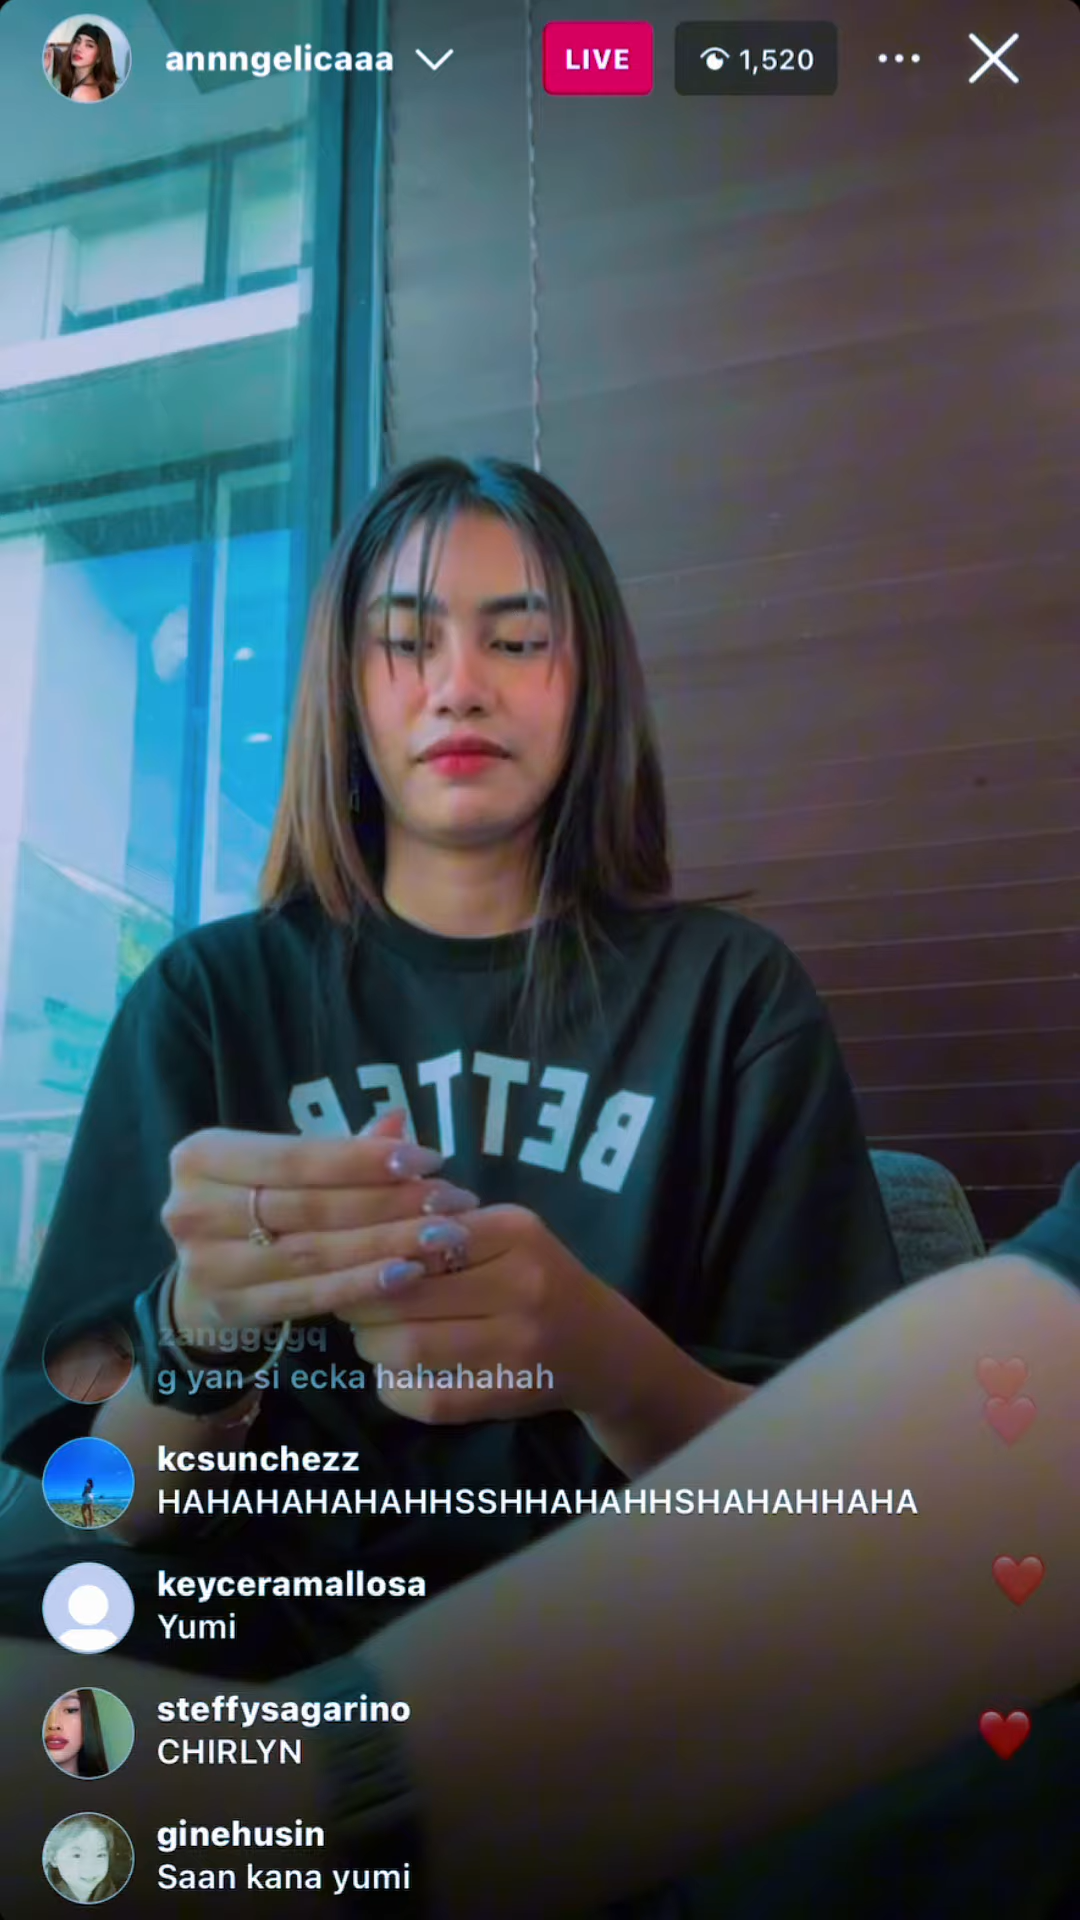 annngelicaaa
LIVE
1,520
BETTER
zanggggq
g yan si ecka hahahahah
kcsunchezz
HAHAHAHAHAHHSSHHAHAHHSHAHAHHAHA
keyceramallosa
Yumi
steffysagarino
CHIRLYN
ginehusin
Saan kana yumi